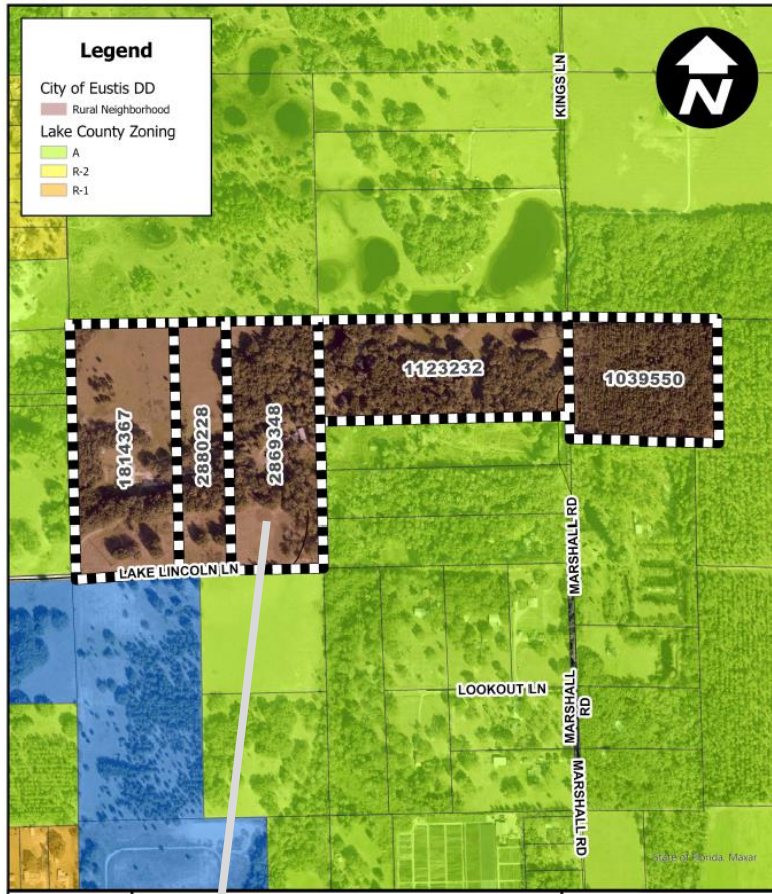 Legend
City of Eustis DD
Rural Neighborhood
Lake County Zoning
A
R-2
R-1
N
KINGS LN
1814367
2880228
2869348
1123232
1039550
LAKE LINCOLN LN
MARSHALL RD
LOOKOUT LN
MARSHALL
RD
MARSHALL RD
State of Florida, Maxar